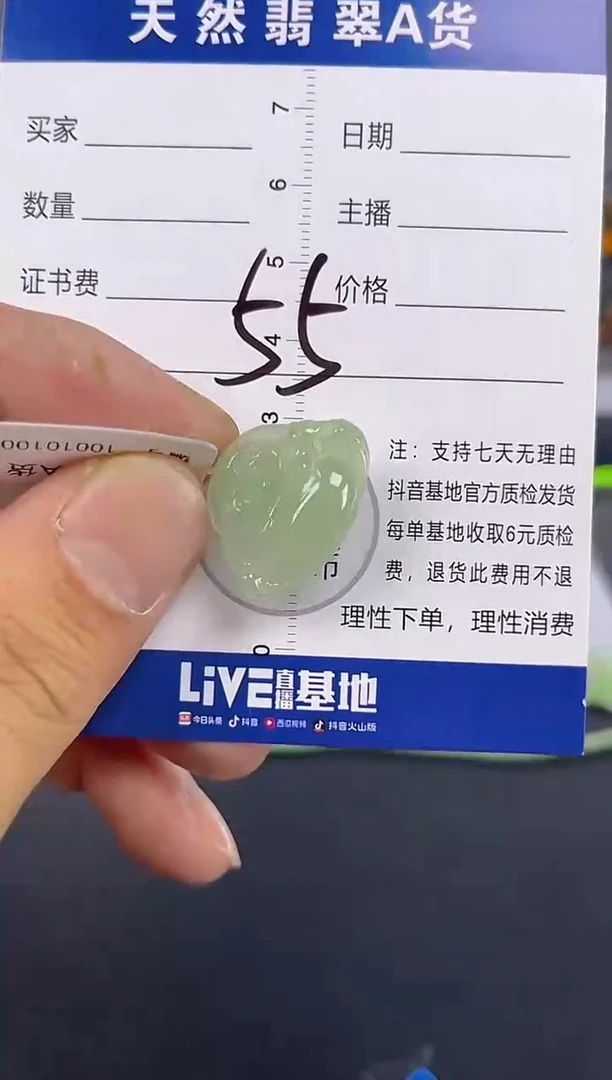 天然翡翠A货
7
买家 日期
6
数量 主播
5
证书费 价格
55
4
3
注：支持七天无理由
抖音基地官方质检发货
每单基地收取6元质检
费，退货此费用不退
理性下单，理性消费
0
LiVE直播基地
今日头条 抖音 西瓜视频 抖音火山版
A货
10010100